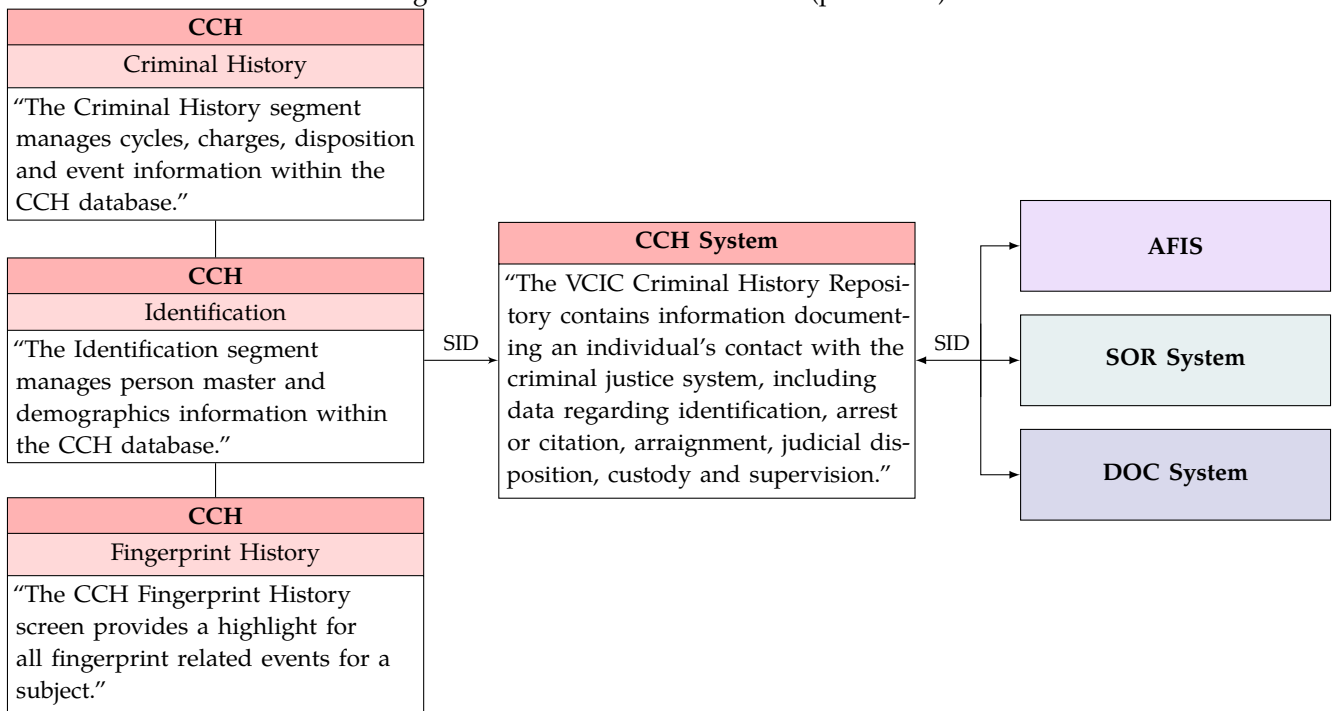 CCH
Criminal History
“The Criminal History segment
manages cycles, charges, disposition
and event information within the
CCH database.”
CCH
Identification
“The Identification segment
manages person master and
demographics information within
the CCH database.”
CCH
Fingerprint History
“The CCH Fingerprint History
screen provides a highlight for
all fingerprint related events for a
subject.”
SID
CCH System
“The VCIC Criminal History Reposi-
tory contains information document-
ing an individual’s contact with the
criminal justice system, including
data regarding identification, arrest
or citation, arraignment, judicial dis-
position, custody and supervision.”
SID
AFIS
SOR System
DOC System